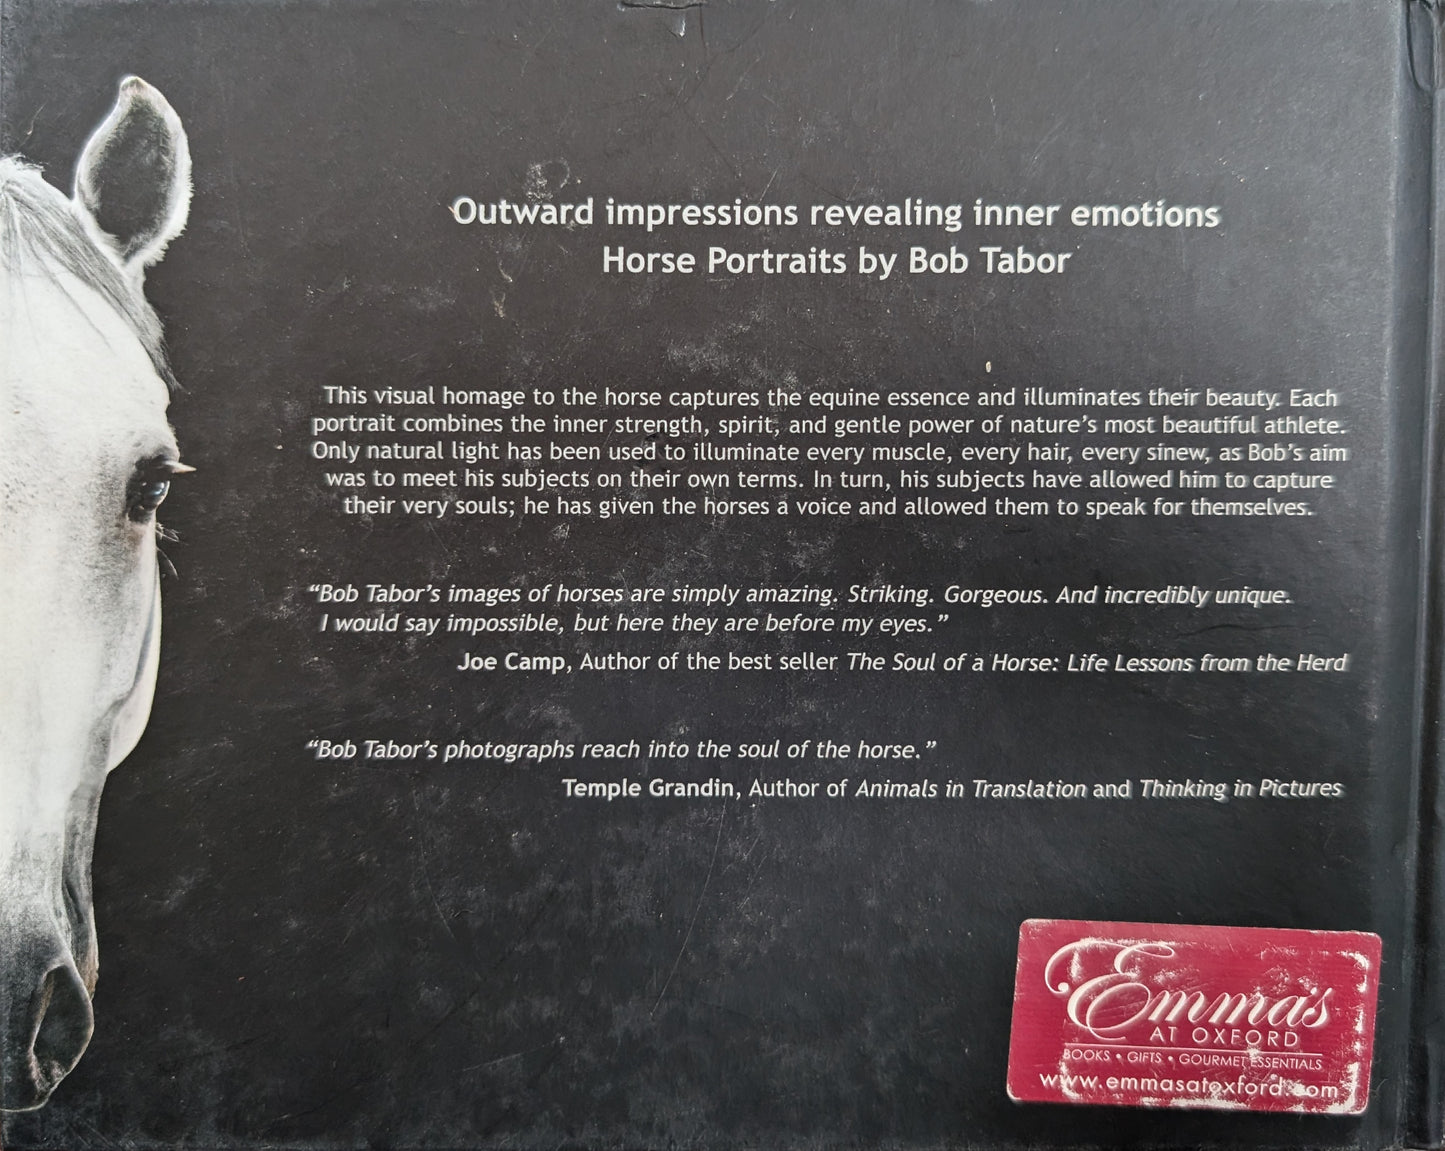 Outward impressions revealing inner emotions
Horse Portraits by Bob Tabor
This visual homage to the horse captures the equine essence and illuminates their beauty. Each
portrait combines the inner strength, spirit, and gentle power of nature's most beautiful athlete.
Only natural light has been used to illuminate every muscle, every hair, every sinew, as Bob's aim
was to meet his subjects on their own terms. In turn, his subjects have allowed him to capture
their very souls; he has given the horses a voice and allowed them to speak for themselves.
“Bob Tabor's images of horses are simply amazing. Striking. Gorgeous. And incredibly unique.
I would say impossible, but here they are before my eyes.”
Joe Camp, Author of the best seller The Soul of a Horse: Life Lessons from the Herd
“Bob Tabor's photographs reach into the soul of the horse.”
Temple Grandin, Author of Animals in Translation and Thinking in Pictures
Emma's
AT OXFORD
BOOKS • GIFTS • GOURMET ESSENTIALS
www.emmasatoxford.com